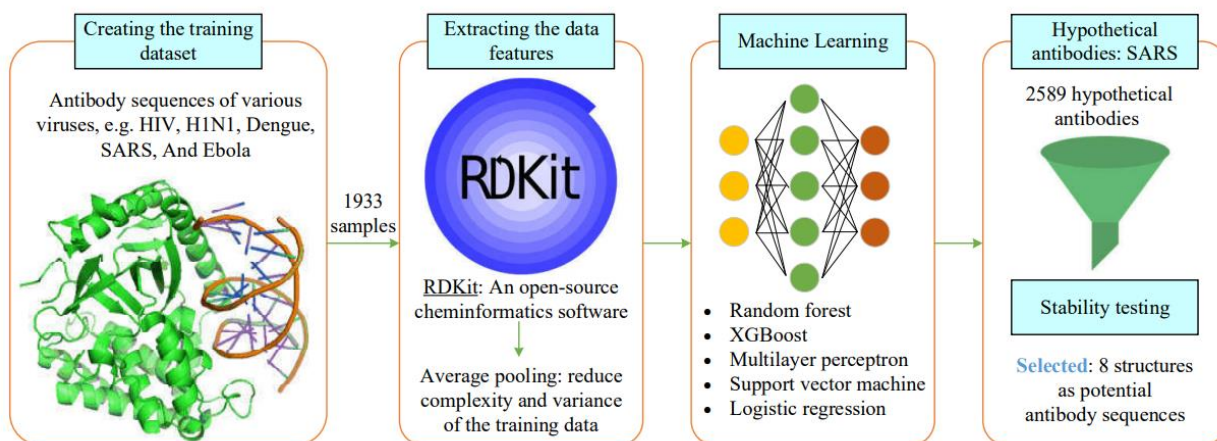 Creating the training
dataset
Antibody sequences of various
viruses, e.g. HIV, H1N1, Dengue,
SARS, And Ebola
1933
samples
Extracting the data
features
RDKit
RDKit: An open-source
cheminformatics software
Average pooling: reduce
complexity and variance
of the training data
Machine Learning
• Random forest
• XGBoost
• Multilayer perceptron
• Support vector machine
• Logistic regression
Hypothetical
antibodies: SARS
2589 hypothetical
antibodies
Stability testing
Selected: 8 structures
as potential
antibody sequences